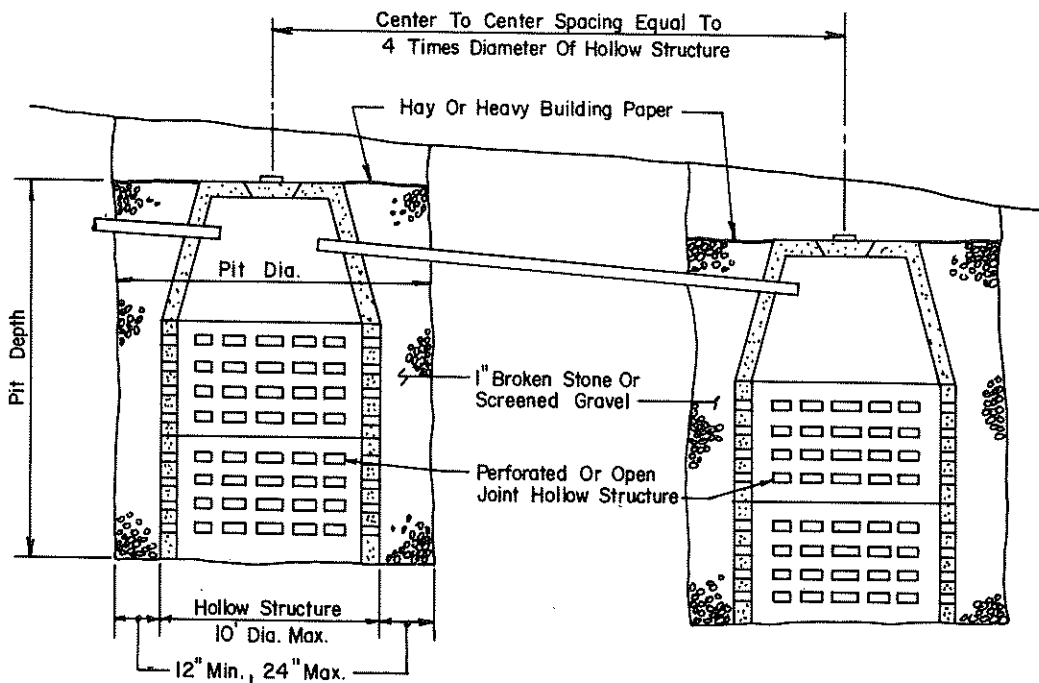 Center To Center Spacing Equal To
4 Times Diameter Of Hollow Structure
Hay Or Heavy Building Paper
Pit Dia.
Pit Depth
1" Broken Stone Or
Screened Gravel
Perforated Or Open
Joint Hollow Structure
Hollow Structure
10' Dia. Max.
12" Min., 24" Max.